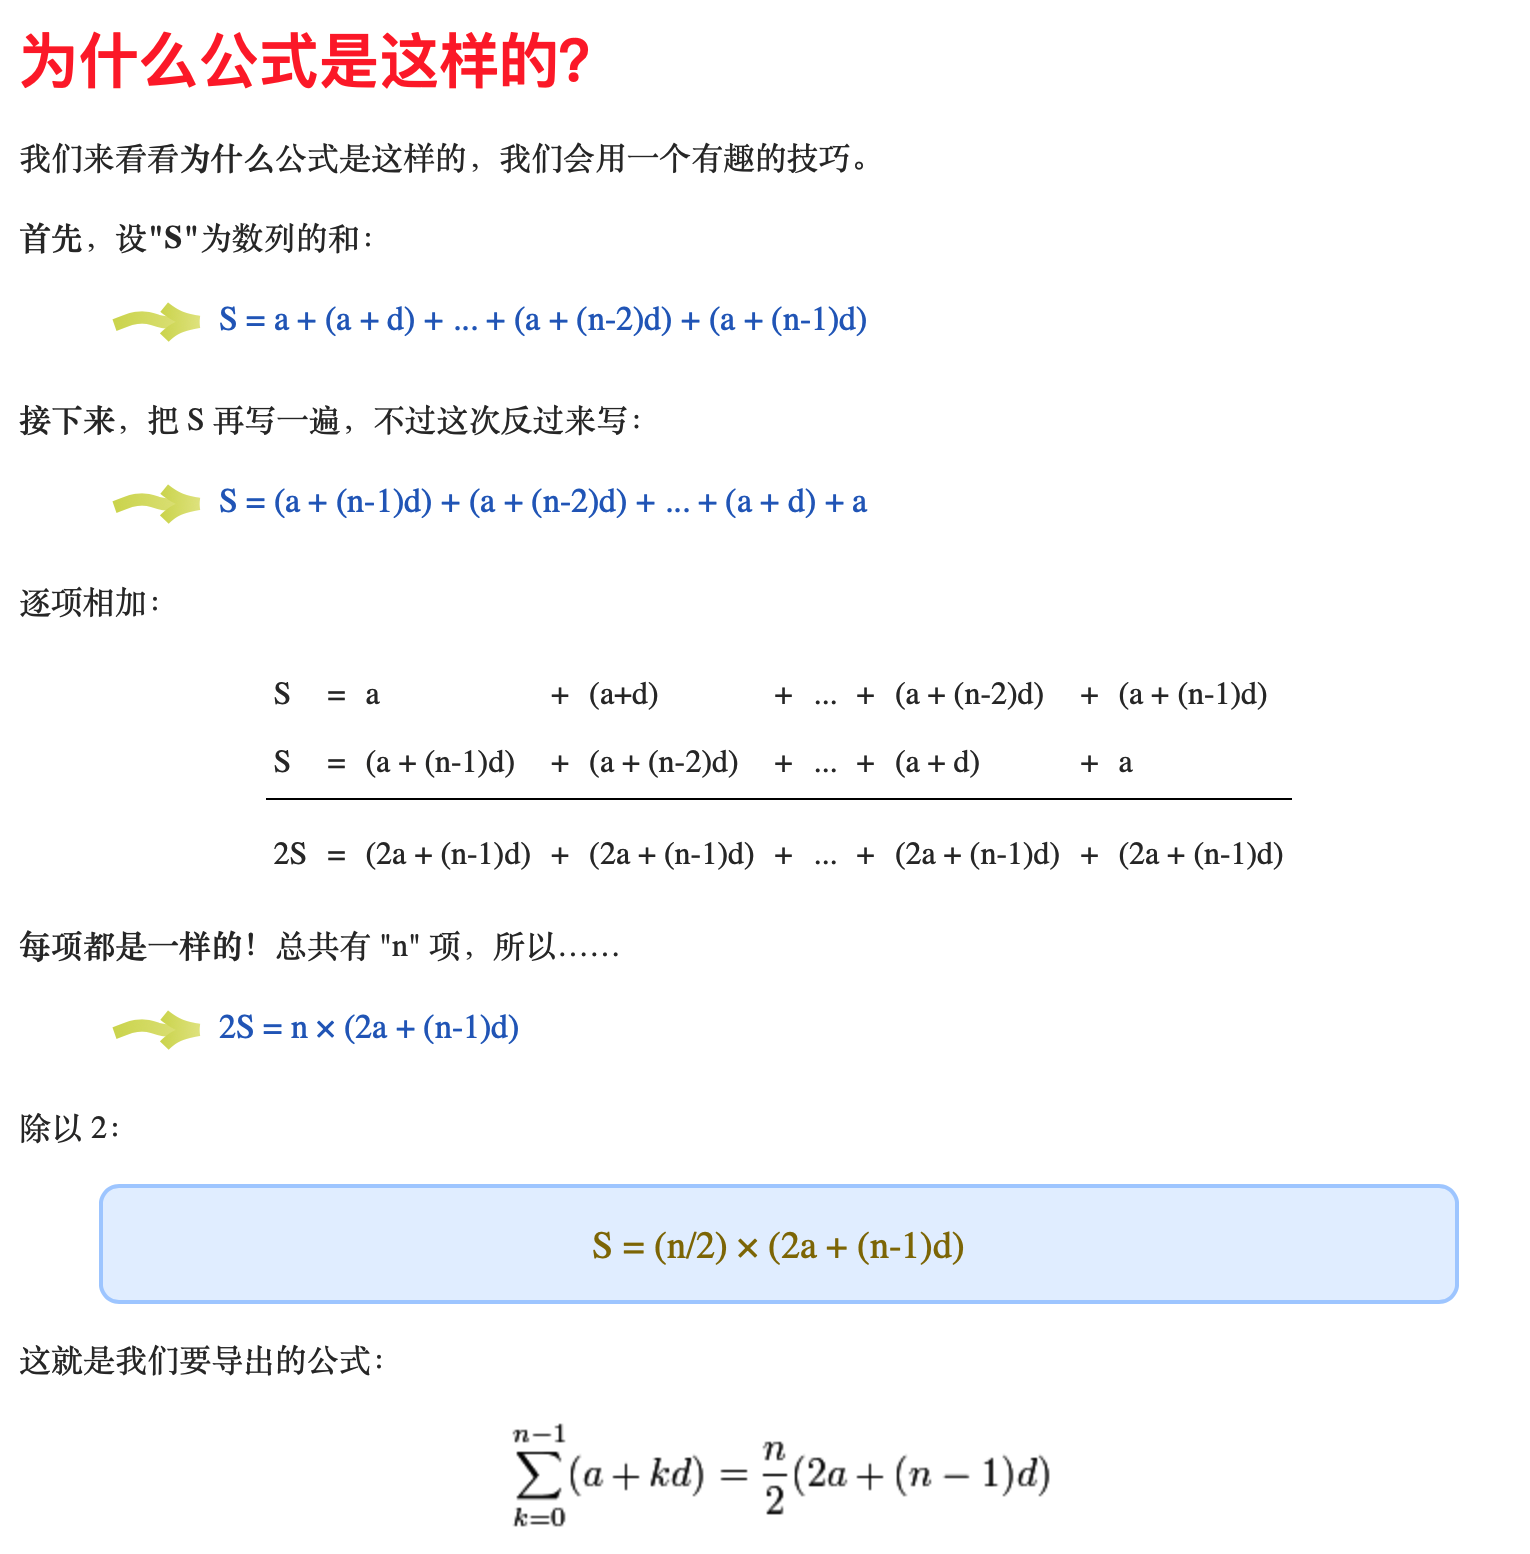 为什么公式是这样的?
我们来看看为什么公式是这样的，我们会用一个有趣的技巧。
首先，设"S"为数列的和：
S = a + (a + d) + ... + (a + (n-2)d) + (a + (n-1)d)
接下来，把 S 再写一遍，不过这次反过来写：
S = (a + (n-1)d) + (a + (n-2)d) + ... + (a + d) + a
逐项相加：
S = a + (a+d) + ... + (a + (n-2)d) + (a + (n-1)d)
S = (a + (n-1)d) + (a + (n-2)d) + ... + (a + d) + a
2S = (2a + (n-1)d) + (2a + (n-1)d) + ... + (2a + (n-1)d) + (2a + (n-1)d)
每项都是一样的！总共有 "n" 项，所以……
2S = n × (2a + (n-1)d)
除以 2：
S = (n/2) × (2a + (n-1)d)
这就是我们要导出的公式：
\sum_{k=0}^{n-1}(a + kd) = \frac{n}{2}(2a + (n − 1)d)